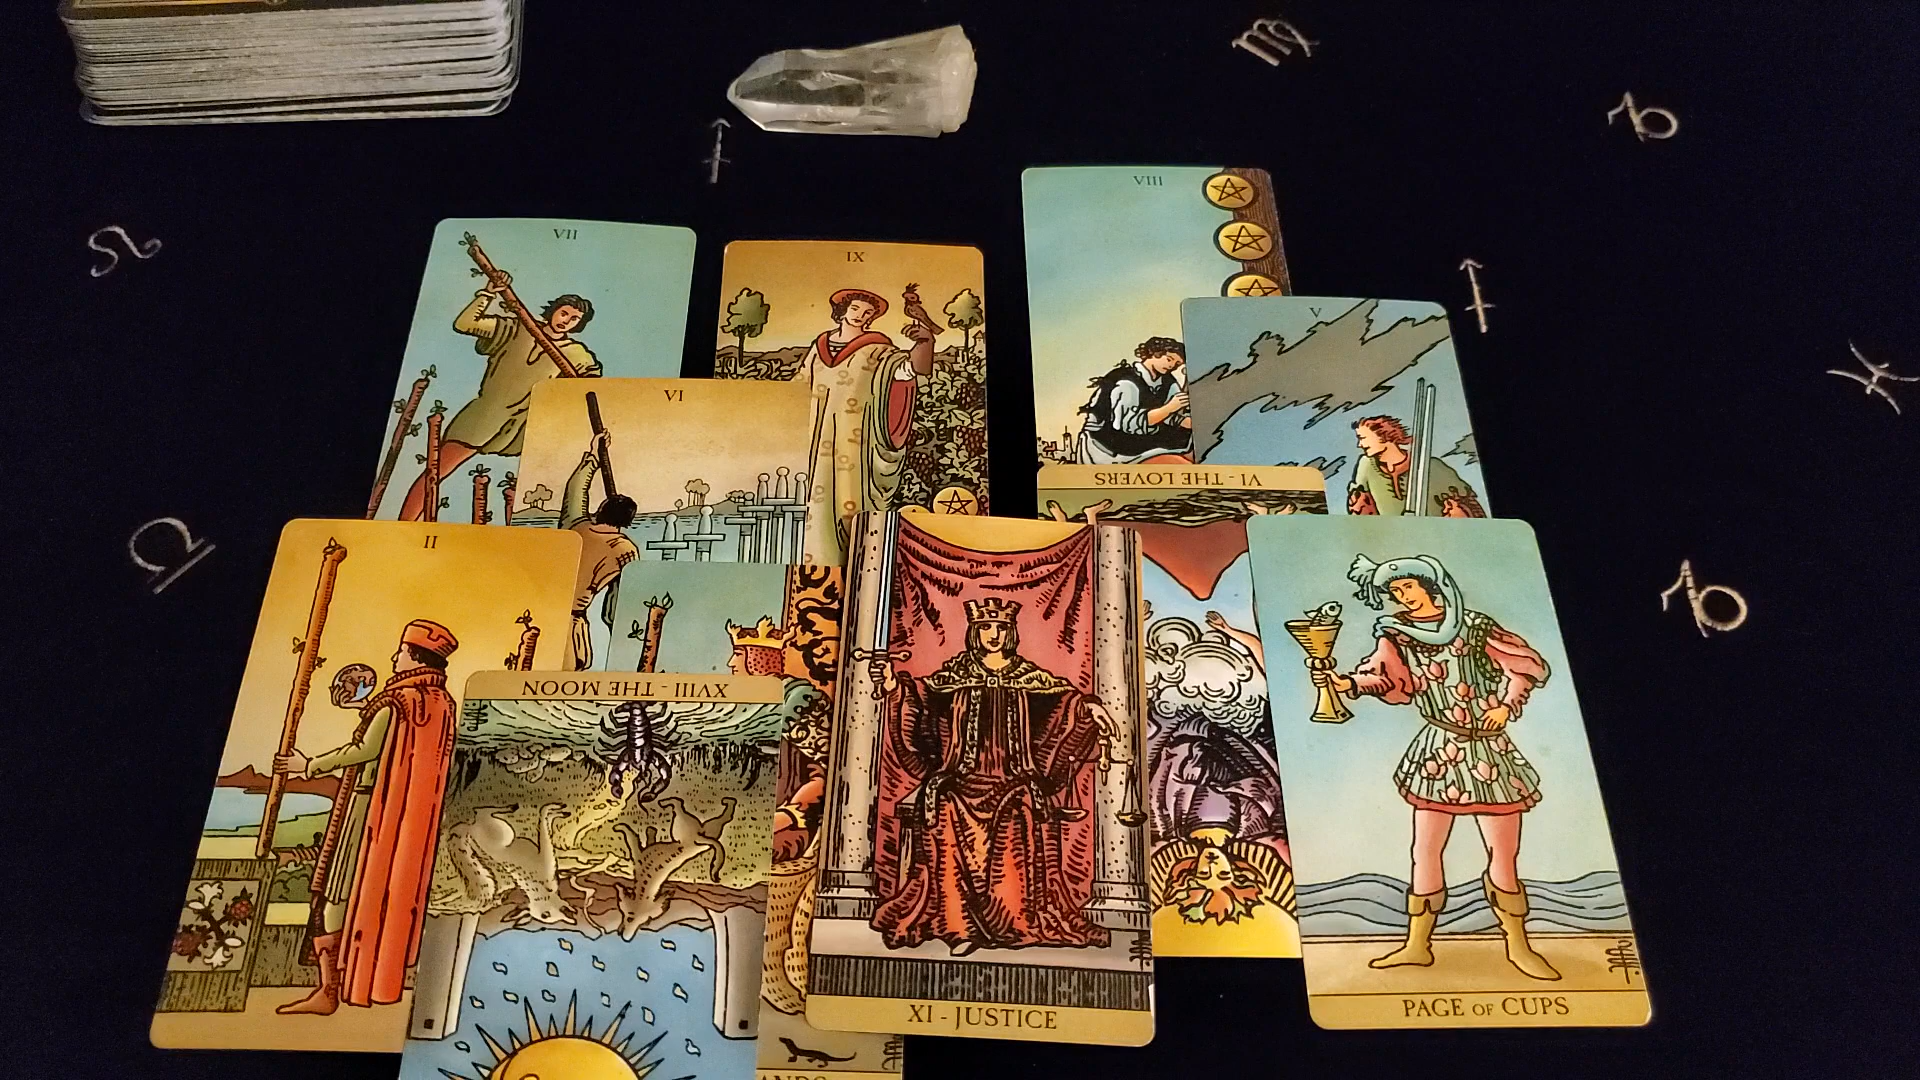 VIII
VII
IX
V
VI
VI - THE LOVERS
II
XVIII - THE MOON
XI - JUSTICE
PAGE OF CUPS